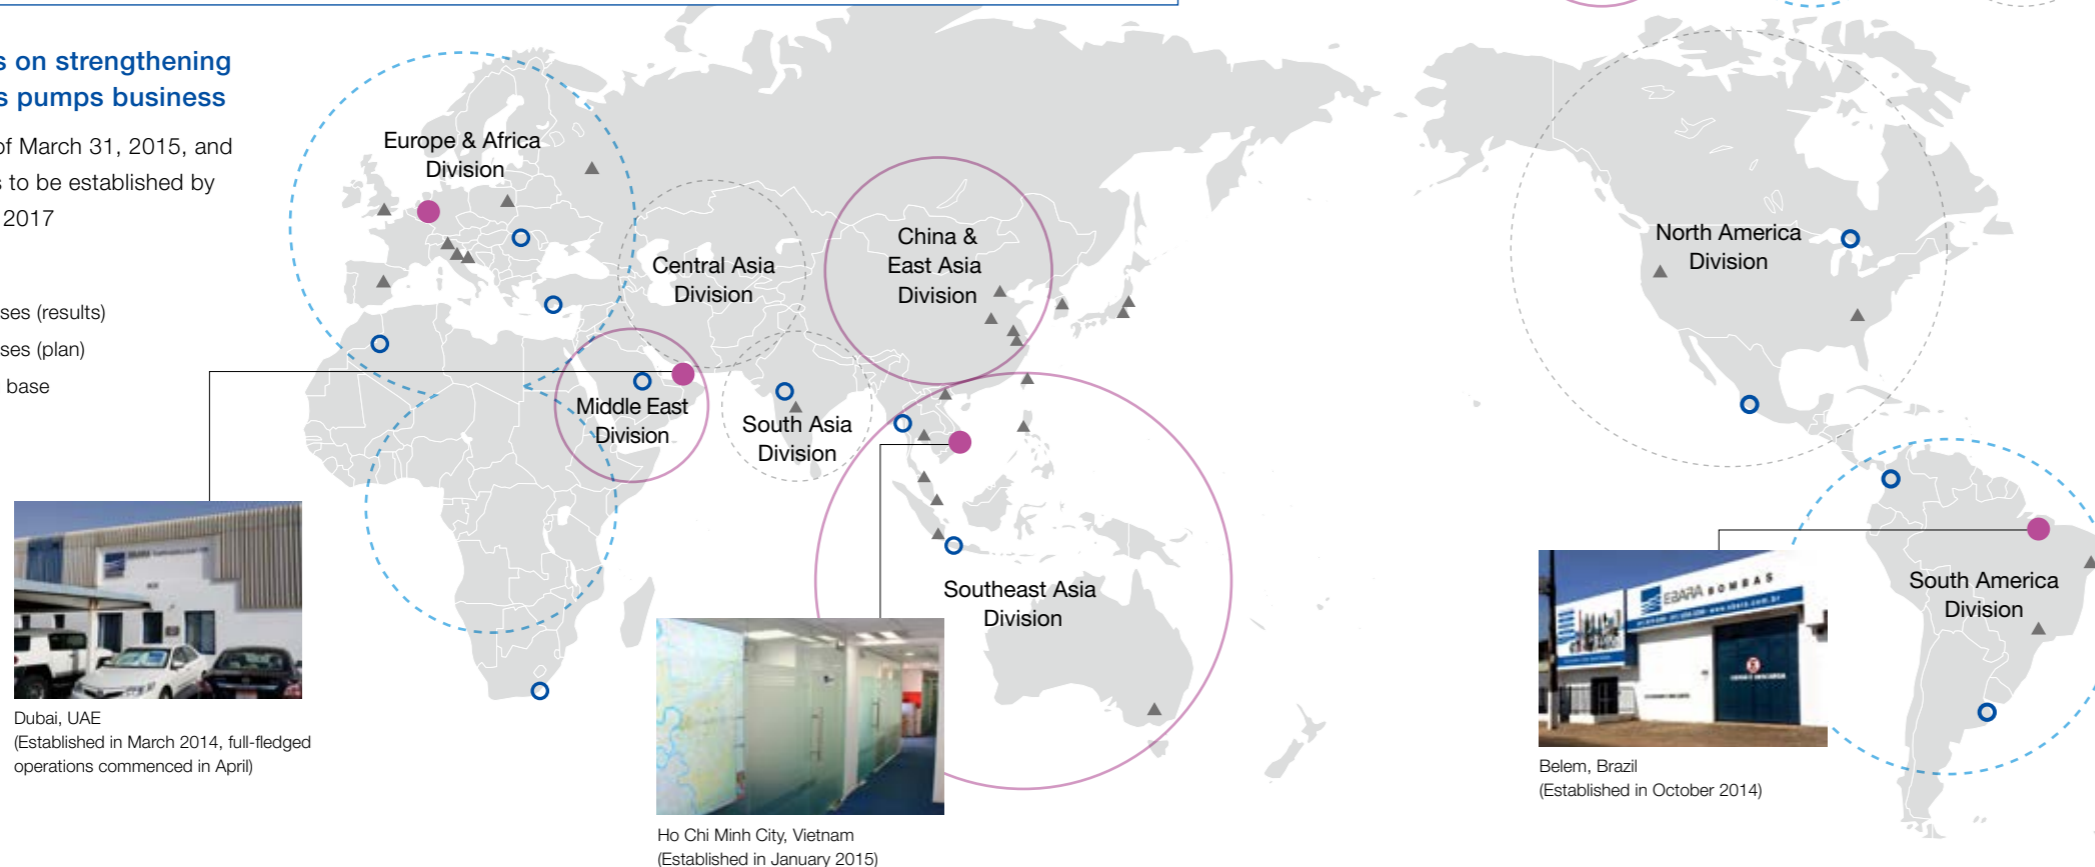 s on strengthening
s pumps business
of March 31, 2015, and
s to be established by
2017
ses (results)
ses (plan)
base
Europe & Africa
Division
Central Asia
Division
China &
East Asia
Division
Middle East
Division
South Asia
Division
Southeast Asia
Division
North America
Division
South America
Division
EBARA
Dubai, UAE
(Established in March 2014, full-fledged
operations commenced in April)
Ho Chi Minh City, Vietnam
(Established in January 2015)
EBARA BOMBAS
Belem, Brazil
(Established in October 2014)